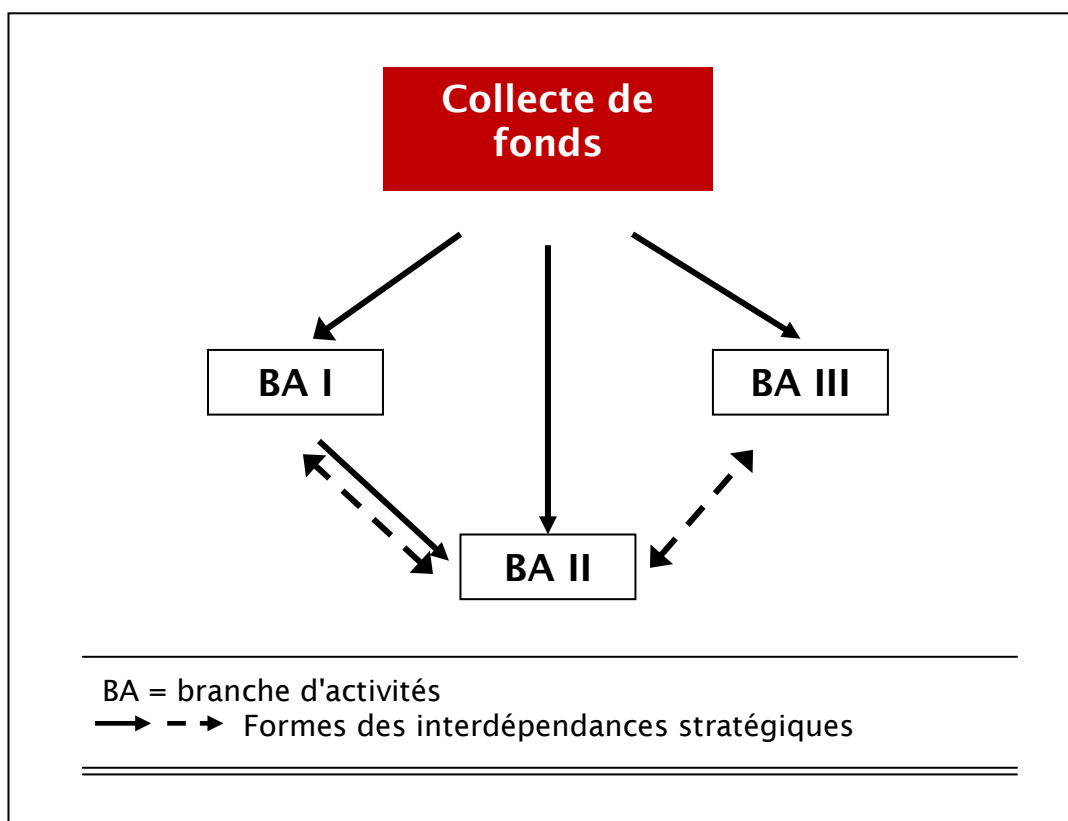 Collecte de
fonds
BA I
BA III
BA II
BA = branche d'activités
Formes des interdépendances stratégiques